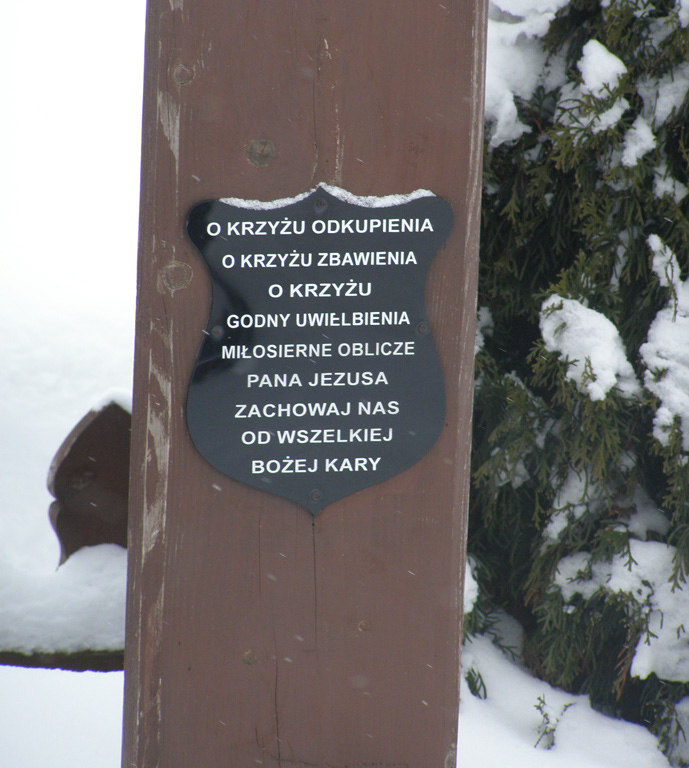 O KRZYŻU ODKUPIENIA
O KRZYŻU ZBAWIENIA
O KRZYŻU
GODNY UWIELBIENIA
MIŁOSIERNE OBLICZE
PANA JEZUSA
ZACHOWAJ NAS
OD WSZELKIEJ
BOŻEJ KARY